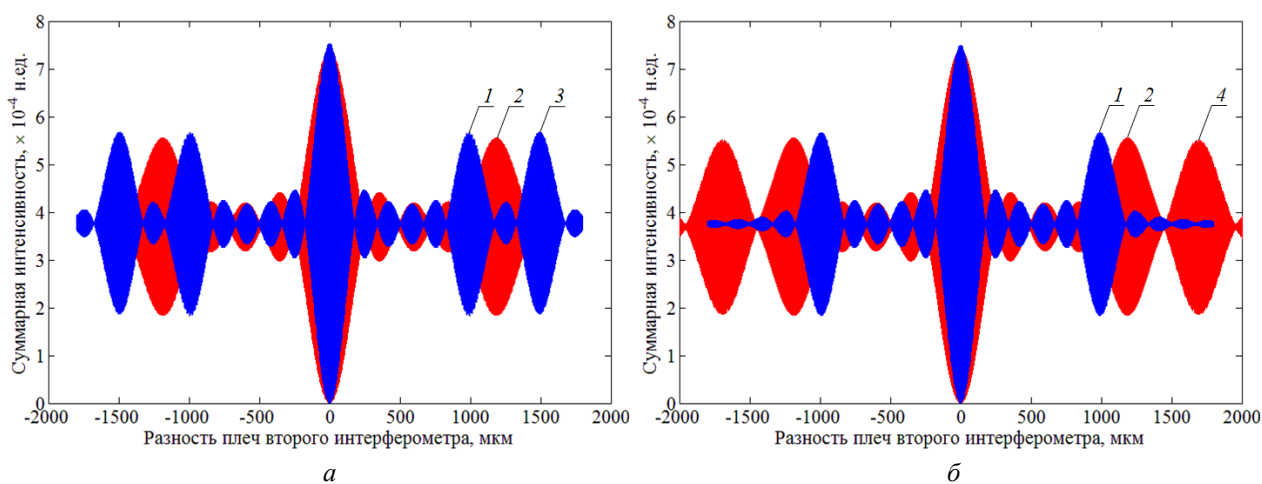 8
7
6
5
4
3
2
1
0
Суммарная интенсивность, × 10⁻⁴ н.ед.
1 2 3
-2000 -1500 -1000 -500 0 500 1000 1500 2000
Разность плеч второго интерферометра, мкм
а
8
7
6
5
4
3
2
1
0
Суммарная интенсивность, × 10⁻⁴ н.ед.
1 2 4
-2000 -1500 -1000 -500 0 500 1000 1500 2000
Разность плеч второго интерферометра, мкм
б